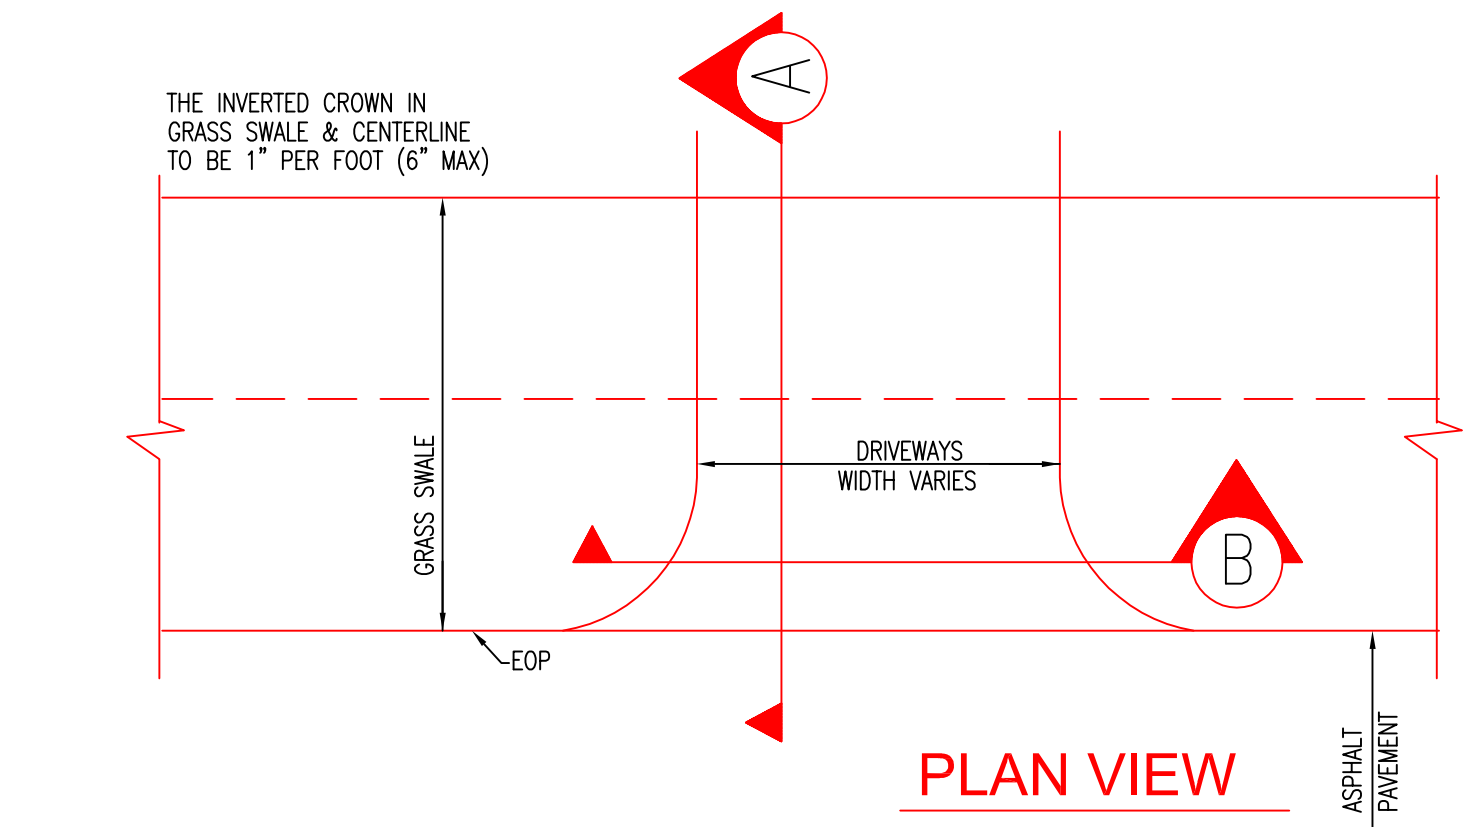 A
THE INVERTED CROWN IN
GRASS SWALE & CENTERLINE
TO BE 1" PER FOOT (6" MAX)
GRASS SWALE
DRIVEWAYS
WIDTH VARIES
B
EOP
PLAN VIEW
ASPHALT
PAVEMENT